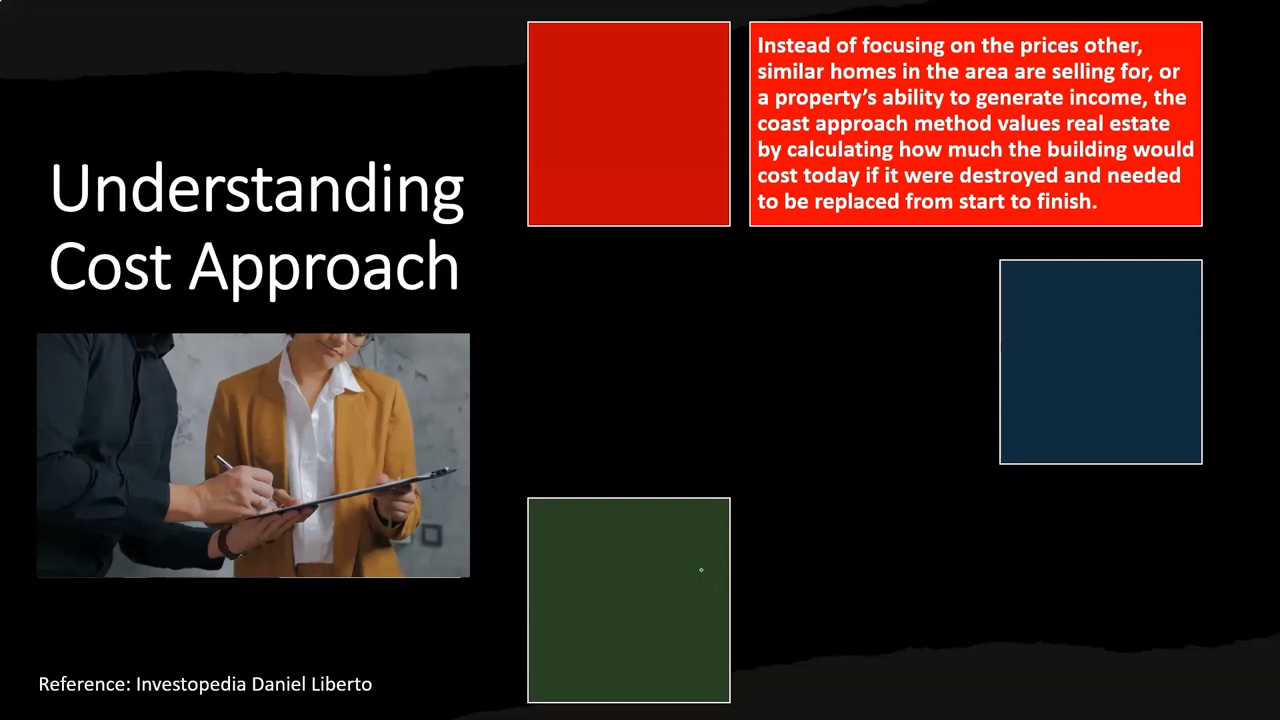 Understanding
Cost Approach
Instead of focusing on the prices other,
similar homes in the area are selling for, or
a property’s ability to generate income, the
coast approach method values real estate
by calculating how much the building would
cost today if it were destroyed and needed
to be replaced from start to finish.
Reference: Investopedia Daniel Liberto